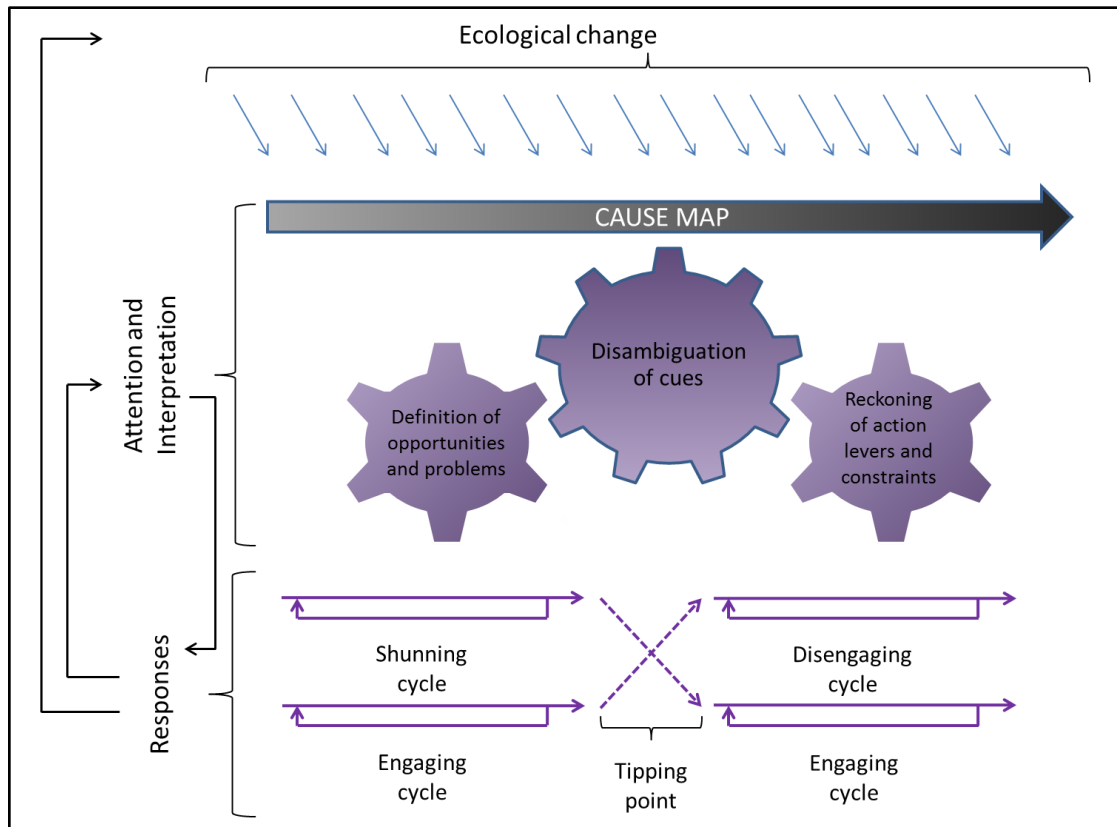 Ecological change
CAUSE MAP
Attention and
Interpretation
Disambiguation
of cues
Definition of
opportunities
and problems
Reckoning
of action
levers and
constraints
Responses
Shunning
cycle
Disengaging
cycle
Engaging
cycle
Tipping
point
Engaging
cycle